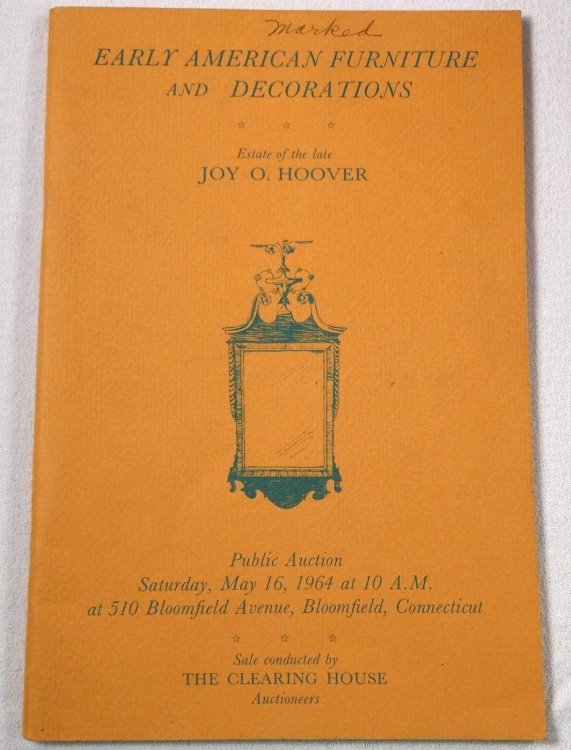 Marked
EARLY AMERICAN FURNITURE
AND DECORATIONS
☆ ☆ ☆
Estate of the late
JOY O. HOOVER
Public Auction
Saturday, May 16, 1964 at 10 A.M.
at 510 Bloomfield Avenue, Bloomfield, Connecticut
☆ ☆ ☆
Sale conducted by
THE CLEARING HOUSE
Auctioneers